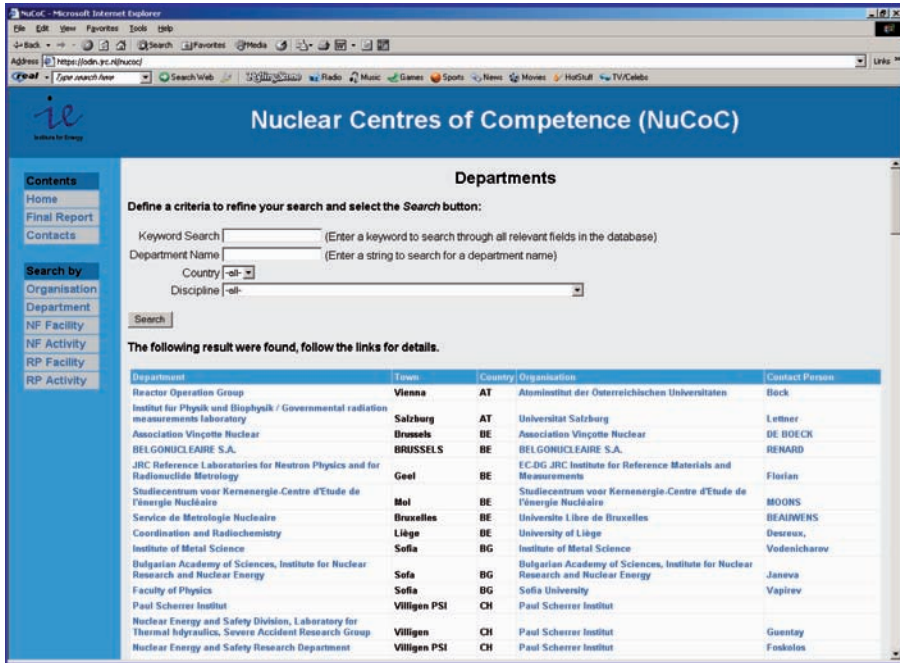 NuCoC - Microsoft Internet Explorer
File Edit View Favorites Tools Help
Back Search Favorites Media
Address https://odin.jrc.nl/nucoc/ Links
Type search here Search Web Radio Music Games Sports News Movies HotStuff TV/Celebs
ie
Institute for Energy
Nuclear Centres of Competence (NuCoC)
Contents
Home
Final Report
Contacts
Search by
Organisation
Department
NF Facility
NF Activity
RP Facility
RP Activity
Departments
Define a criteria to refine your search and select the Search button:
Keyword Search (Enter a keyword to search through all relevant fields in the database)
Department Name (Enter a string to search for a department name)
Country -all-
Discipline -all-
Search
The following result were found, follow the links for details.
Department Town Country Organisation Contact Person
Reactor Operation Group Vienna AT Atominstitut der Österreichischen Universitäten Böck
Institut für Physik und Biophysik / Governmental radiation
measurements laboratory Salzburg AT Universität Salzburg Lettner
Association Vinçotte Nuclear Brussels BE Association Vinçotte Nuclear DE BOECK
BELGONUCLEAIRE S.A. BRUSSELS BE BELGONUCLEAIRE S.A. RENARD
JRC Reference Laboratories for Neutron Physics and for EC-DG JRC Institute for Reference Materials and
Radionuclide Metrology Geel BE Measurements Florian
Studiecentrum voor Kernenergie-Centre d'Etude de Studiecentrum voor Kernenergie-Centre d'Etude de
l'énergie Nucléaire Mol BE l'énergie Nucléaire MOONS
Service de Metrologie Nucleaire Bruxelles BE Universite Libre de Bruxelles BEAUWENS
Coordination and Radiochemistry Liège BE University of Liège Desreux,
Institute of Metal Science Sofia BG Institute of Metal Science Vodenicharov
Bulgarian Academy of Sciences, Institute for Nuclear Bulgarian Academy of Sciences, Institute for Nuclear
Research and Nuclear Energy Sofa BG Research and Nuclear Energy Janeva
Faculty of Physics Sofia BG Sofia University Vapirev
Paul Scherrer Institut Villigen PSI CH Paul Scherrer Institut
Nuclear Energy and Safety Division, Laboratory for
Thermal hdyraulics, Severe Accident Research Group Villigen CH Paul Scherrer Institut Guentay
Nuclear Energy and Safety Research Department Villigen PSI CH Paul Scherrer Institut Foskolos